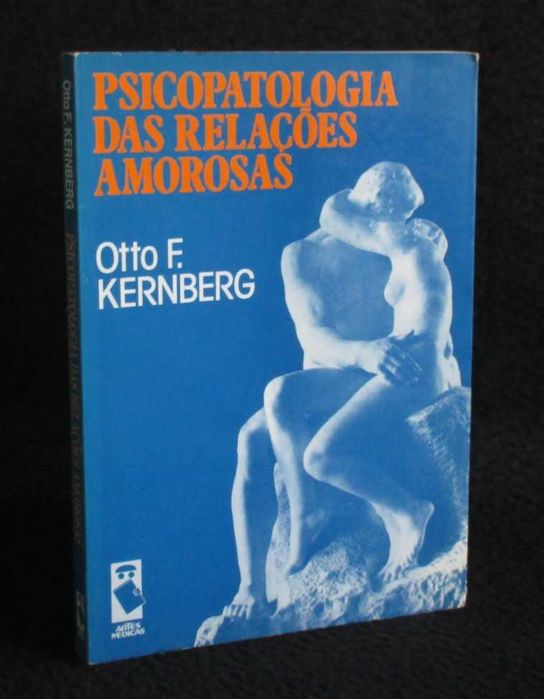 PSICOPATOLOGIA
DAS RELAÇÕES
AMOROSAS
Otto F.
KERNBERG
Otto F. KERNBERG
PSICOPATOLOGIA DAS RELAÇÕES AMOROSAS
ARTES
MÉDICAS